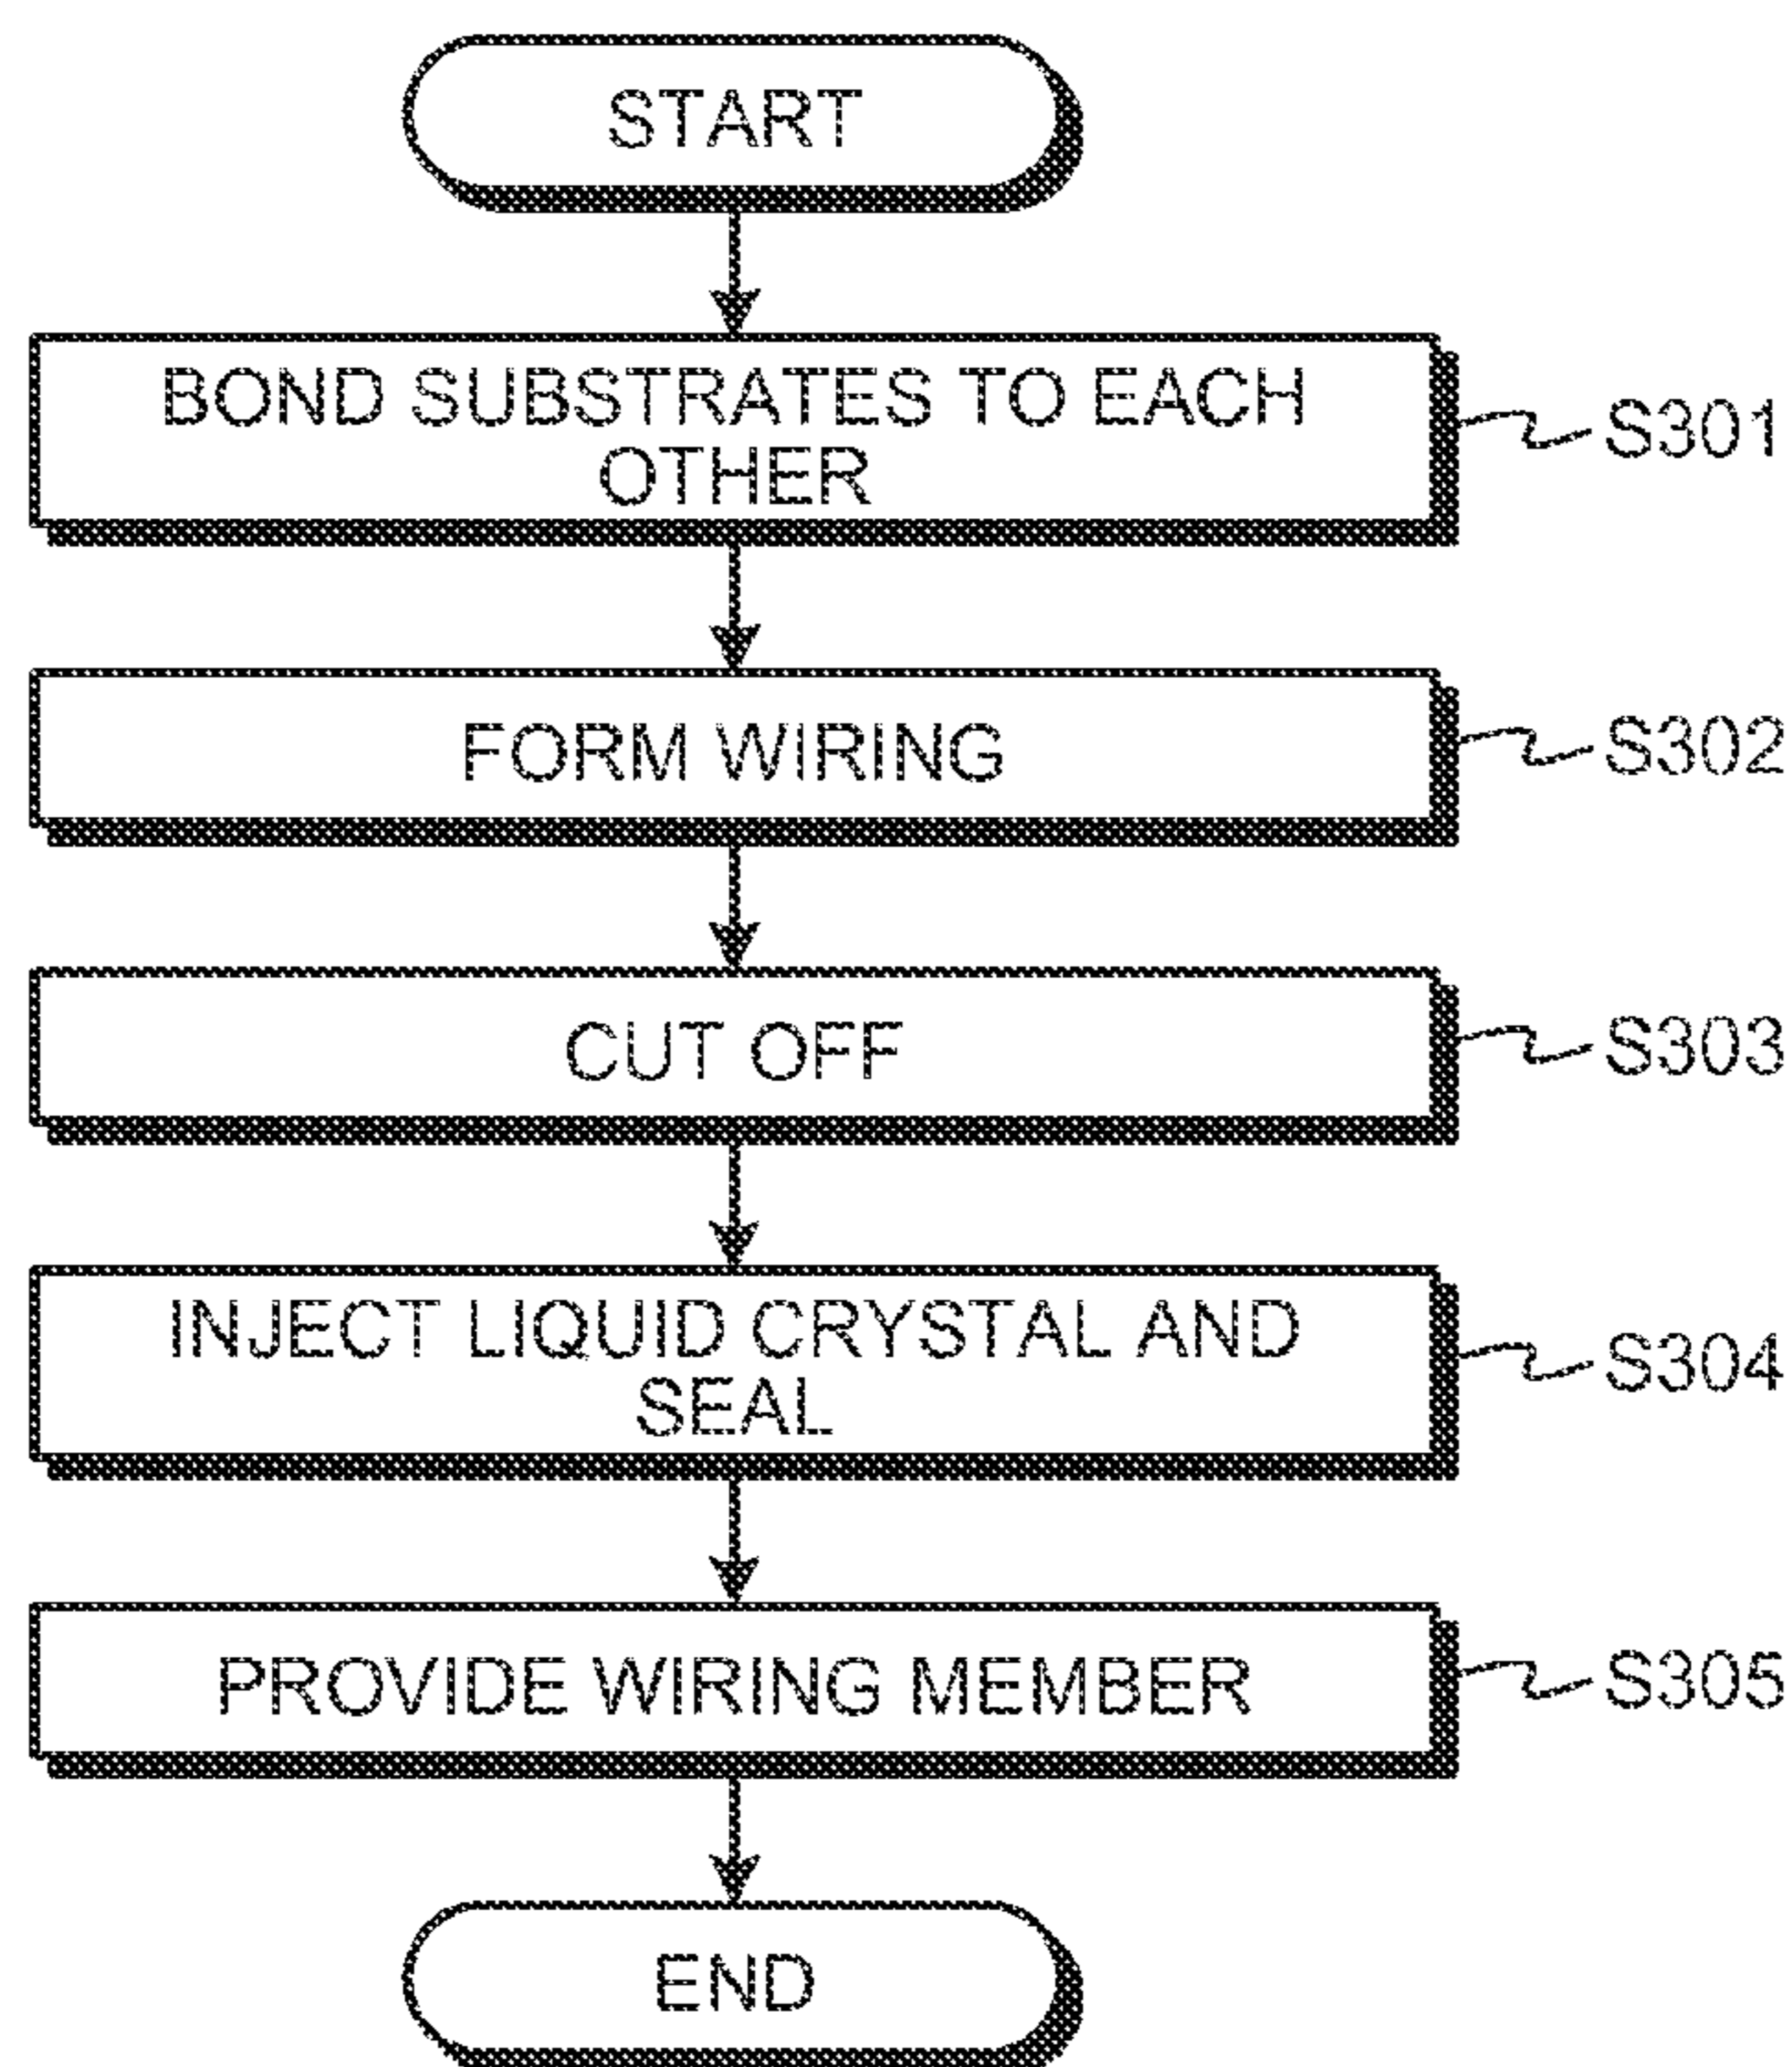 START
BOND SUBSTRATES TO EACH
OTHER
S301
FORM WIRING
S302
CUT OFF
S303
INJECT LIQUID CRYSTAL AND
SEAL
S304
PROVIDE WIRING MEMBER
S305
END